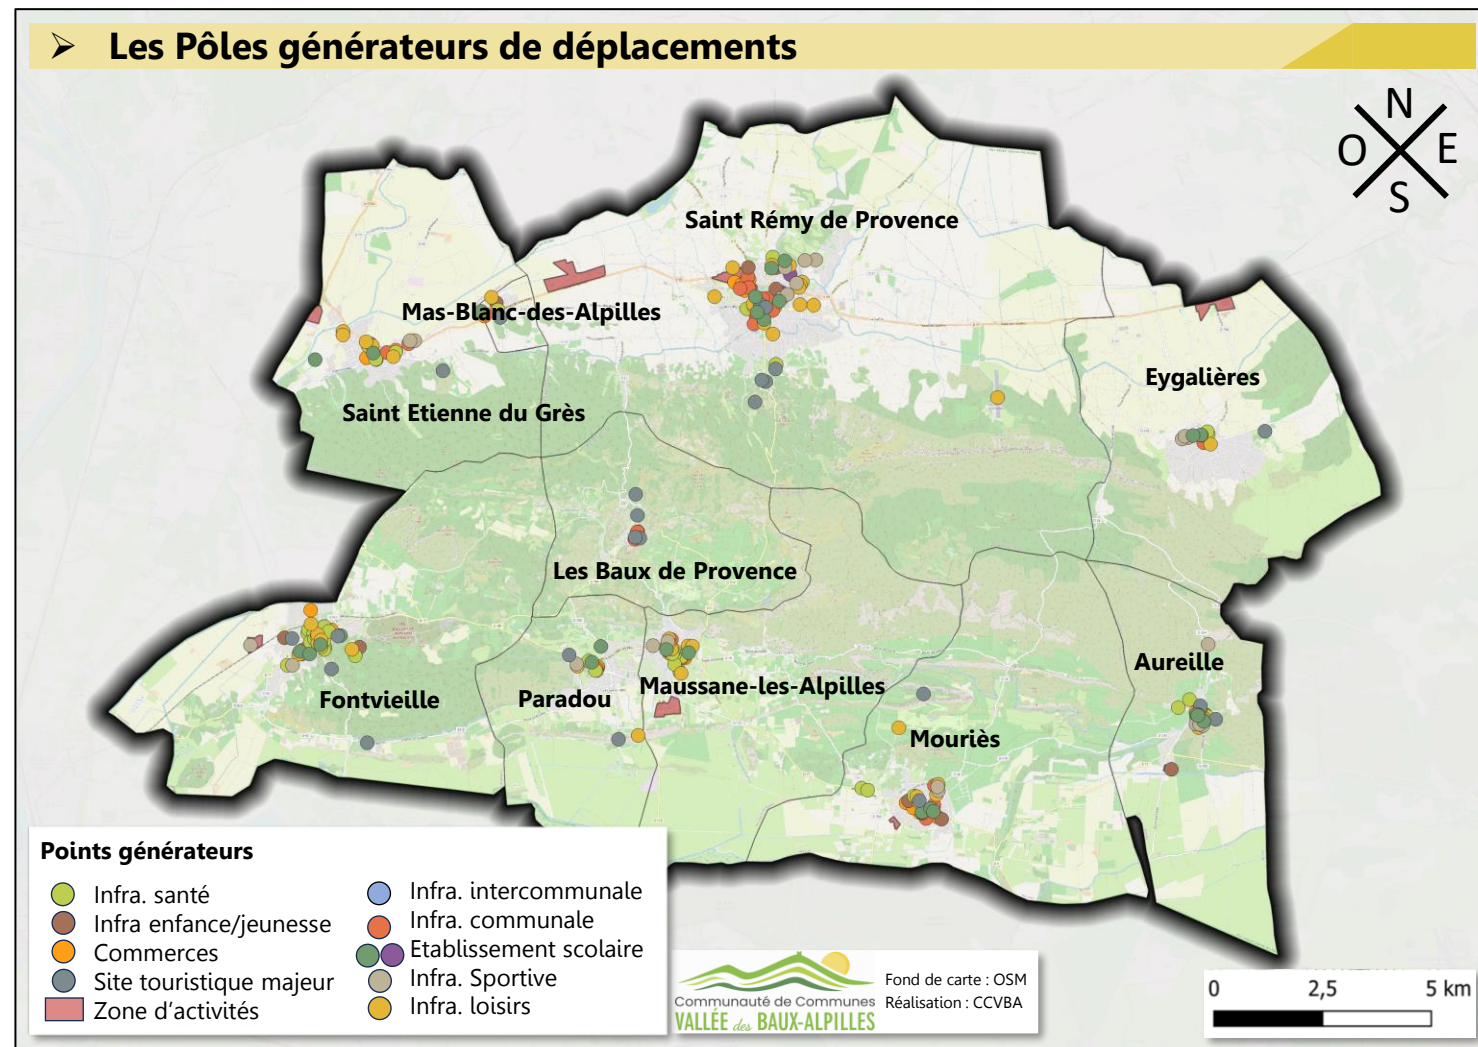 ➢ Les Pôles générateurs de déplacements
N
O E
S
Saint Rémy de Provence
Mas-Blanc-des-Alpilles
Eygalières
Saint Etienne du Grès
Les Baux de Provence
Aureille
Fontvieille
Paradou
Maussane-les-Alpilles
Mouriès
Points générateurs
Infra. santé
Infra enfance/jeunesse
Commerces
Site touristique majeur
Zone d'activités
Infra. intercommunale
Infra. communale
Etablissement scolaire
Infra. Sportive
Infra. loisirs
Communauté de Communes
VALLÉE des BAUX-ALPILLES
Fond de carte : OSM
Réalisation : CCVBA
0 2,5 5 km